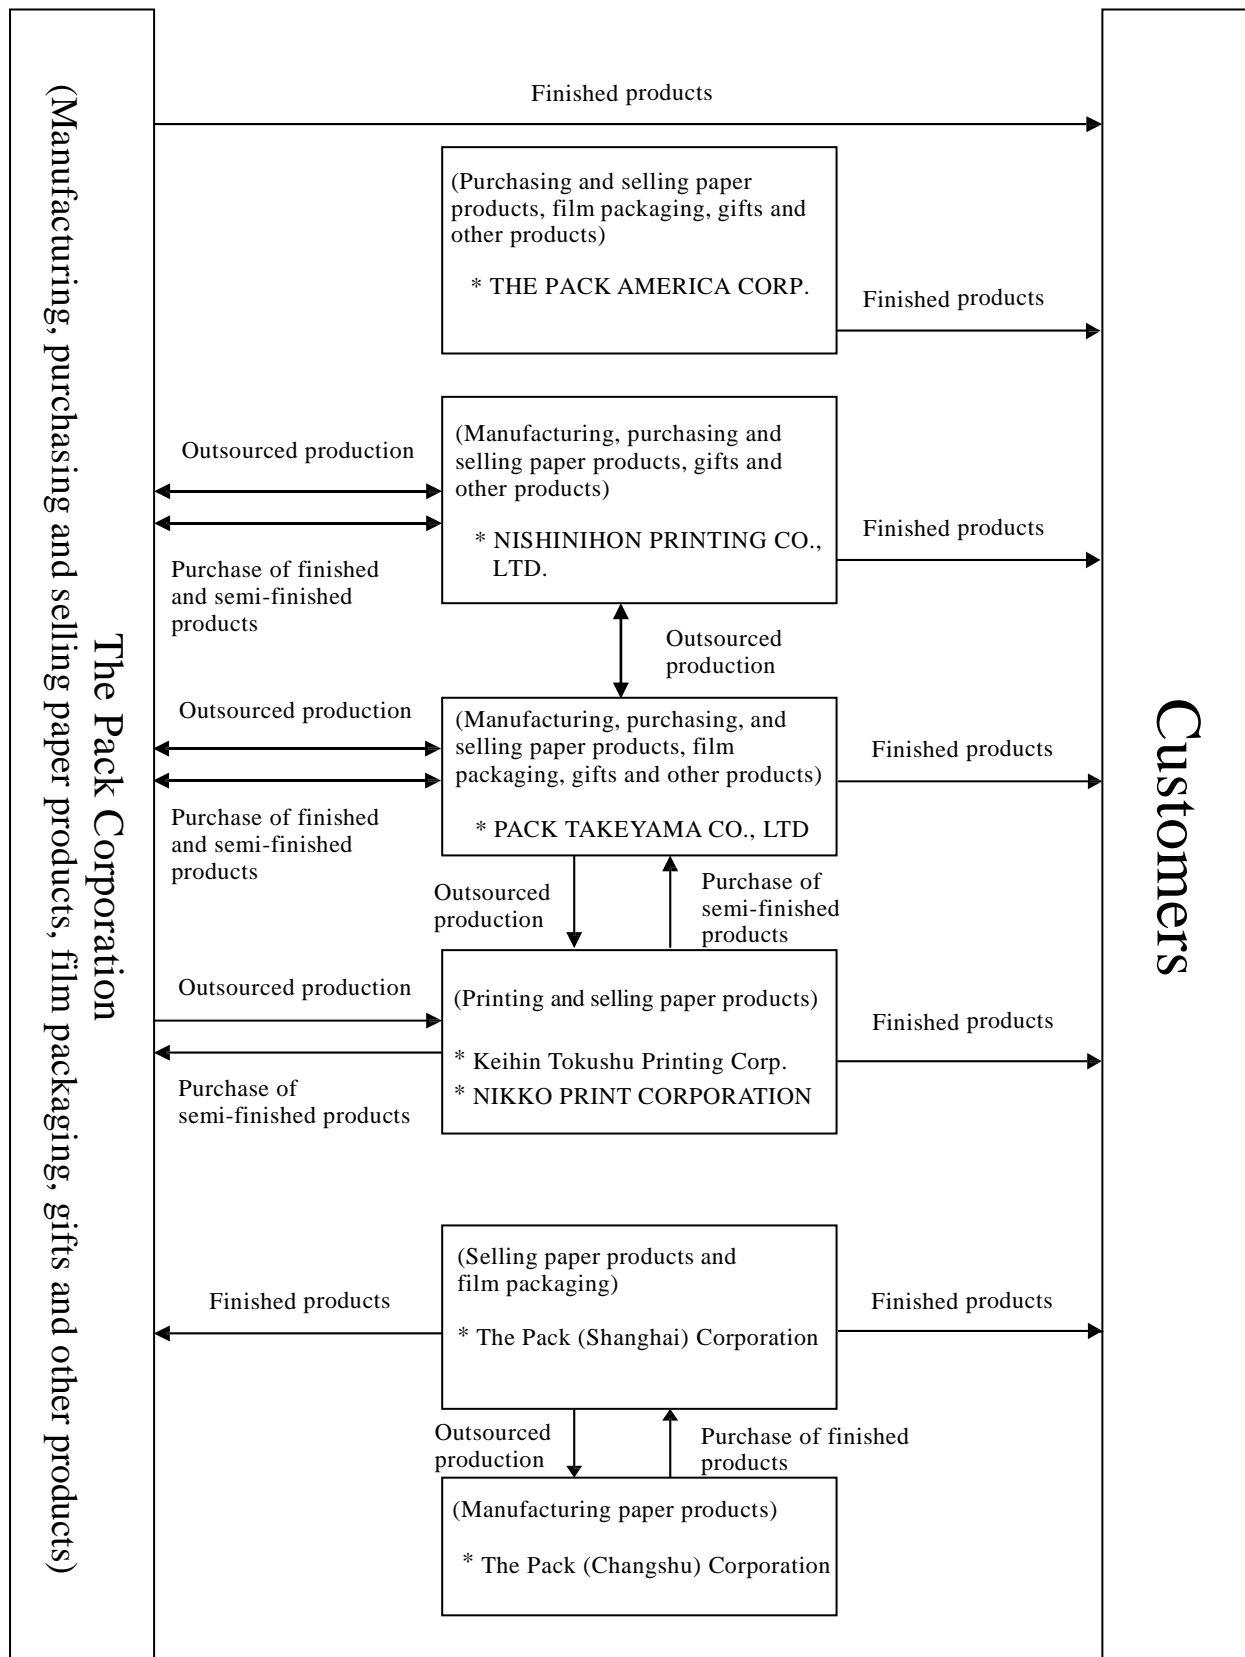 The Pack Corporation
(Manufacturing, purchasing and selling paper products, film packaging, gifts and other products)
Finished products
(Purchasing and selling paper
products, film packaging, gifts and
other products)
* THE PACK AMERICA CORP.
Finished products
Outsourced production
Purchase of finished
and semi-finished
products
(Manufacturing, purchasing and
selling paper products, gifts and
other products)
* NISHINIHON PRINTING CO.,
LTD.
Finished products
Outsourced
production
Outsourced production
Purchase of finished
and semi-finished
products
(Manufacturing, purchasing, and
selling paper products, film
packaging, gifts and other products)
* PACK TAKEYAMA CO., LTD
Finished products
Outsourced
production
Purchase of
semi-finished
products
Outsourced production
Purchase of
semi-finished products
(Printing and selling paper products)
* Keihin Tokushu Printing Corp.
* NIKKO PRINT CORPORATION
Finished products
Finished products
(Selling paper products and
film packaging)
* The Pack (Shanghai) Corporation
Finished products
Outsourced
production
Purchase of finished
products
(Manufacturing paper products)
* The Pack (Changshu) Corporation
Customers